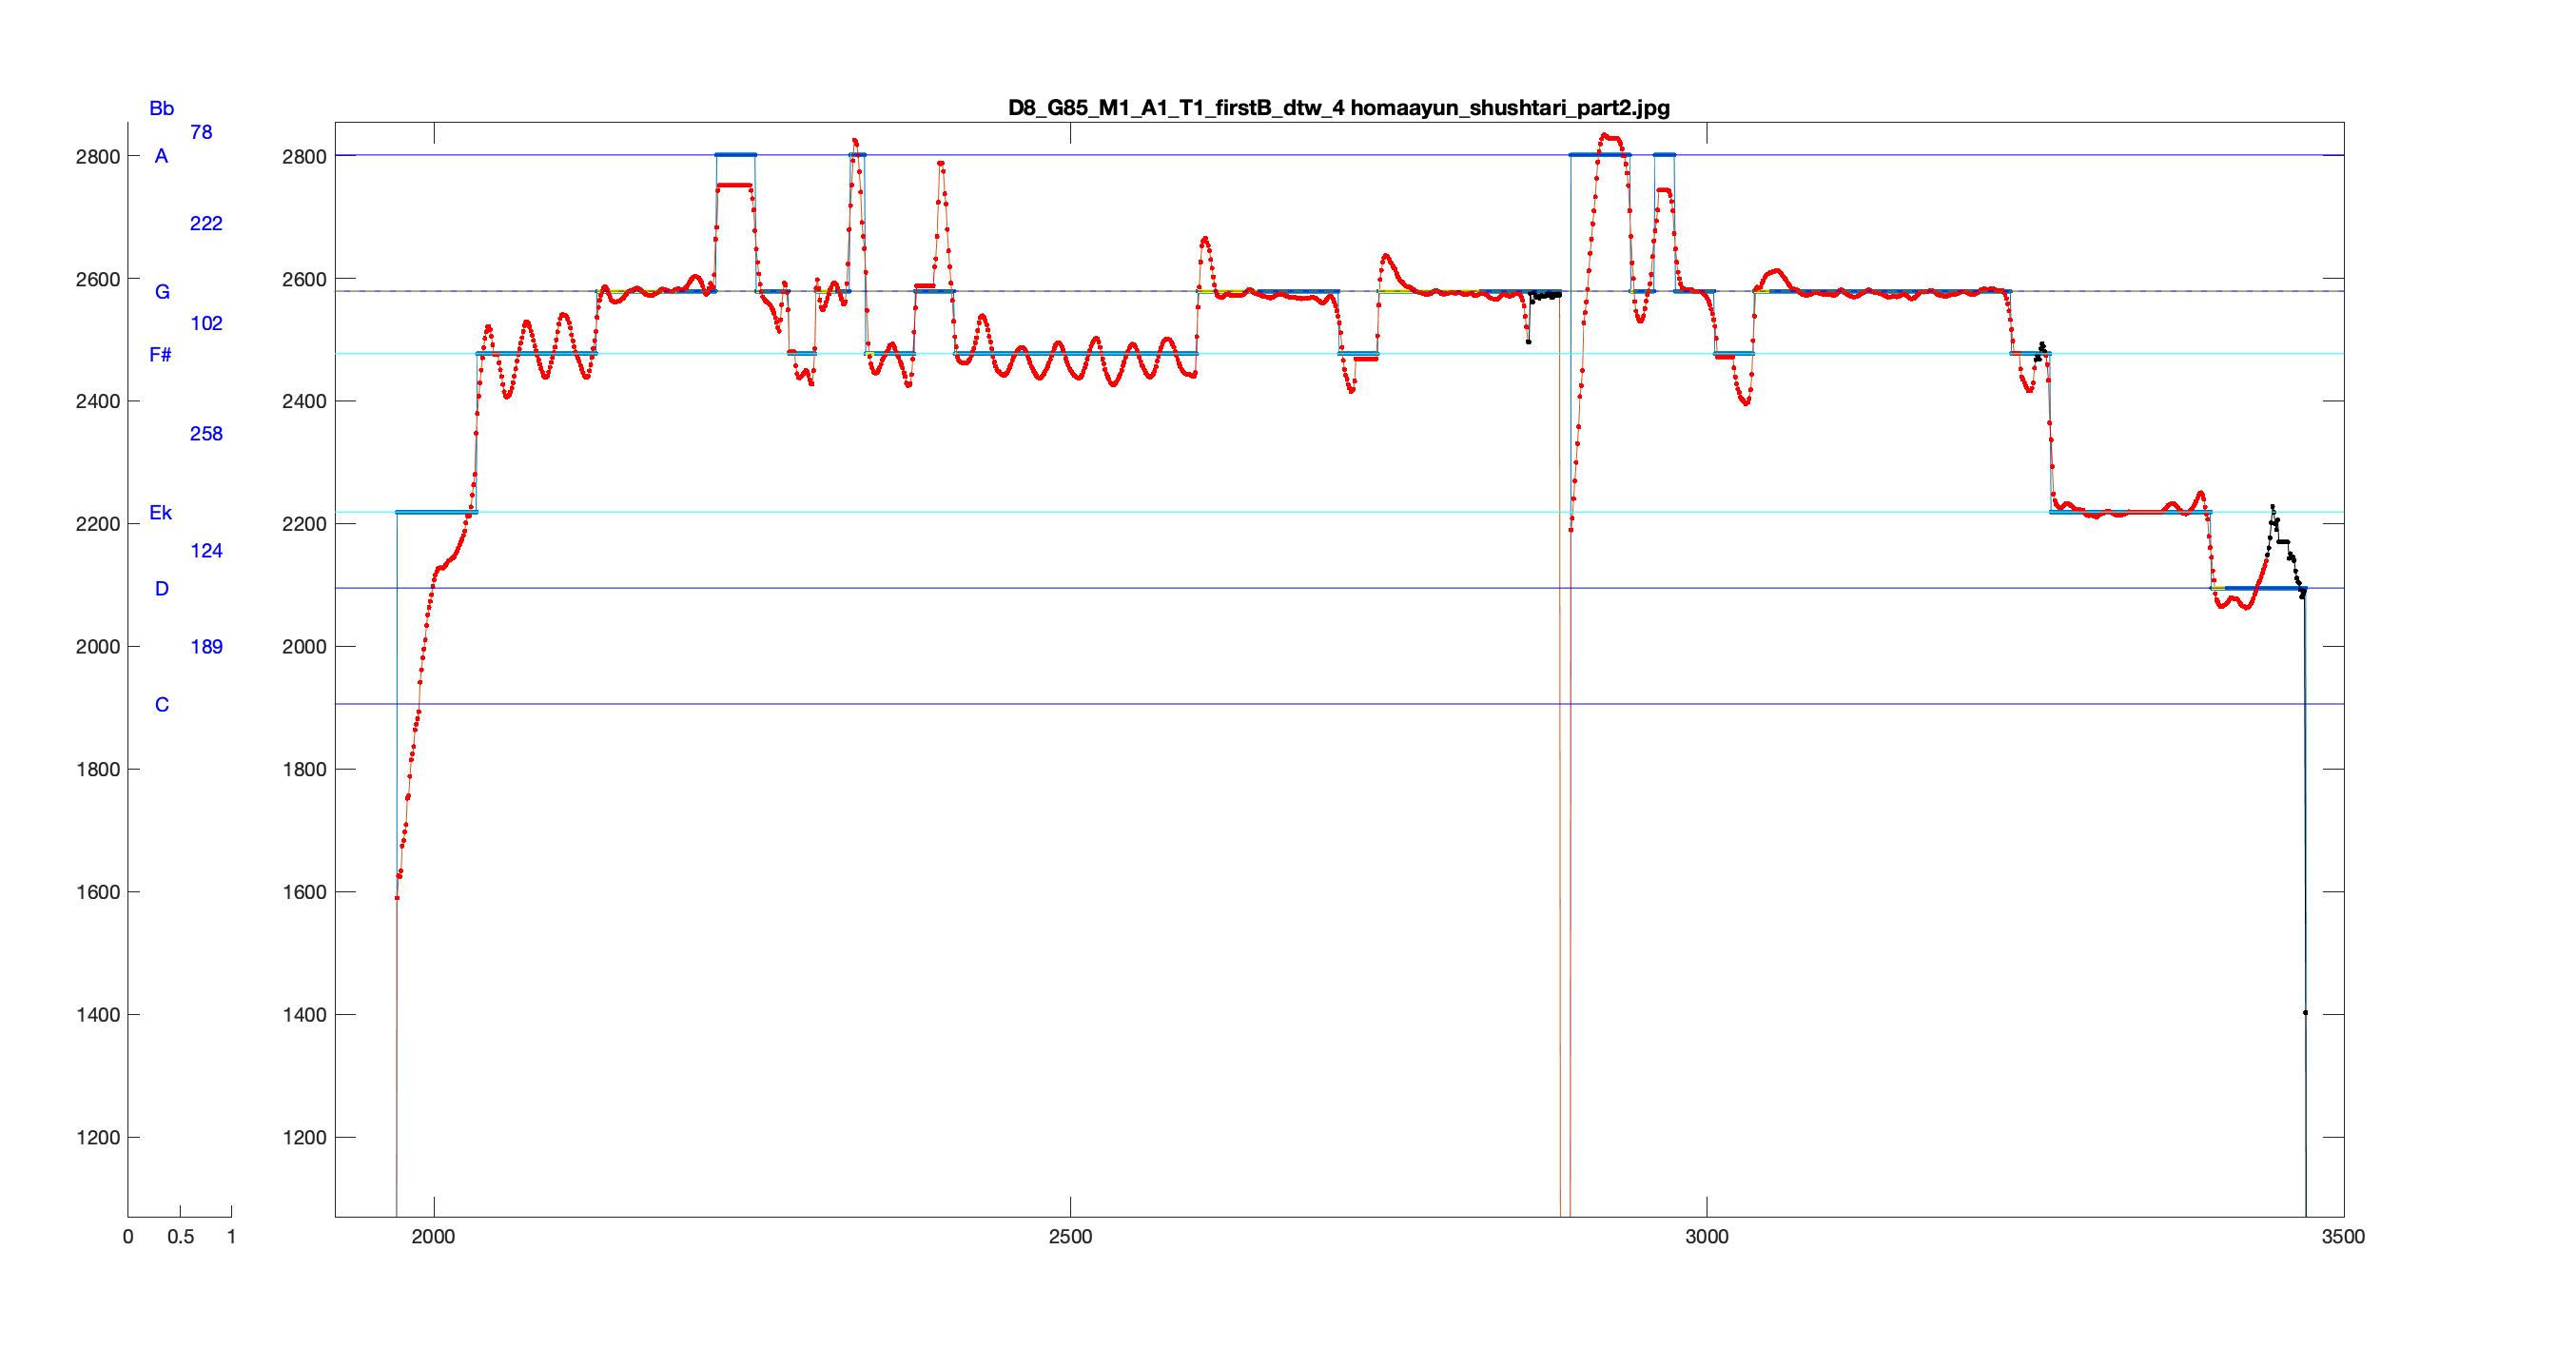 D8_G85_M1_A1_T1_firstB_dtw_4 homaayun_shushtari_part2.jpg
Bb
78
2800 A 2800
222
2600 2600
G
102
F#
2400 2400
258
Ek
2200 2200
124
D
2000 189 2000
C
1800 1800
1600 1600
1400 1400
1200 1200
0 0.5 1 2000 2500 3000 3500